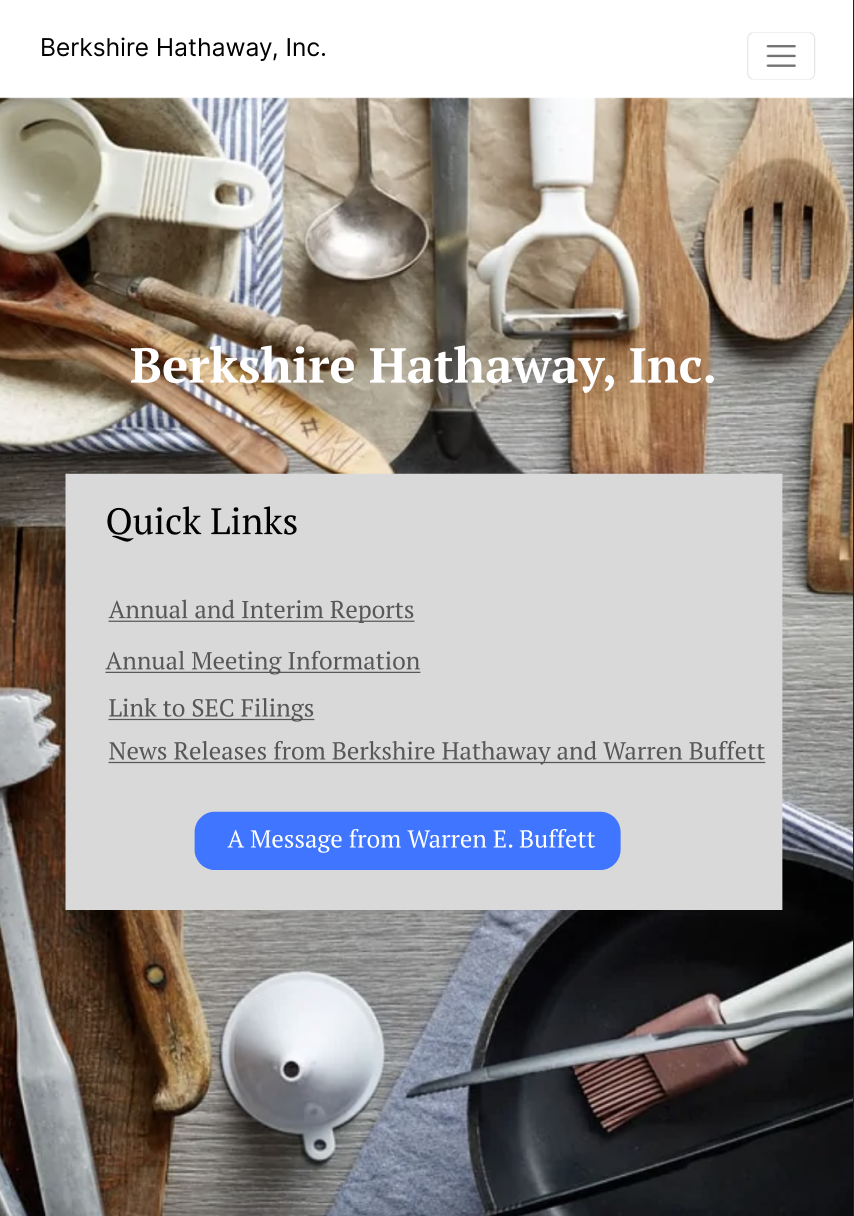 Berkshire Hathaway, Inc.
Berkshire Hathaway, Inc.
Quick Links
Annual and Interim Reports
Annual Meeting Information
Link to SEC Filings
News Releases from Berkshire Hathaway and Warren Buffett
A Message from Warren E. Buffett